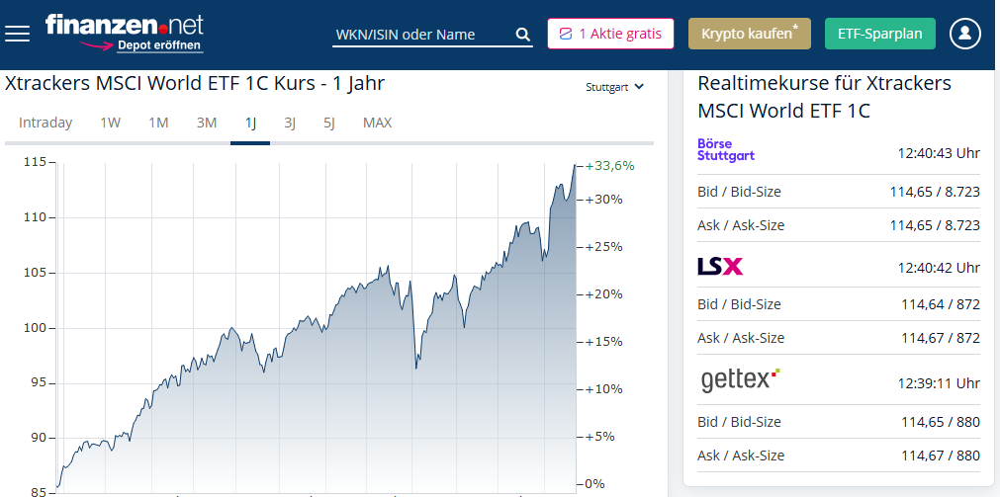 finanzen.net
Depot eröffnen
WKN/ISIN oder Name
1 Aktie gratis
Krypto kaufen*
ETF-Sparplan
Xtrackers MSCI World ETF 1C Kurs - 1 Jahr
Stuttgart
Intraday 1W 1M 3M 1J 3J 5J MAX
115
110
105
100
95
90
85
+33,6%
+30%
+25%
+20%
+15%
+10%
+5%
0%
Realtimekurse für Xtrackers
MSCI World ETF 1C
Börse
Stuttgart
12:40:43 Uhr
Bid / Bid-Size 114,65 / 8.723
Ask / Ask-Size 114,65 / 8.723
LSX 12:40:42 Uhr
Bid / Bid-Size 114,64 / 872
Ask / Ask-Size 114,67 / 872
gettex 12:39:11 Uhr
Bid / Bid-Size 114,65 / 880
Ask / Ask-Size 114,67 / 880